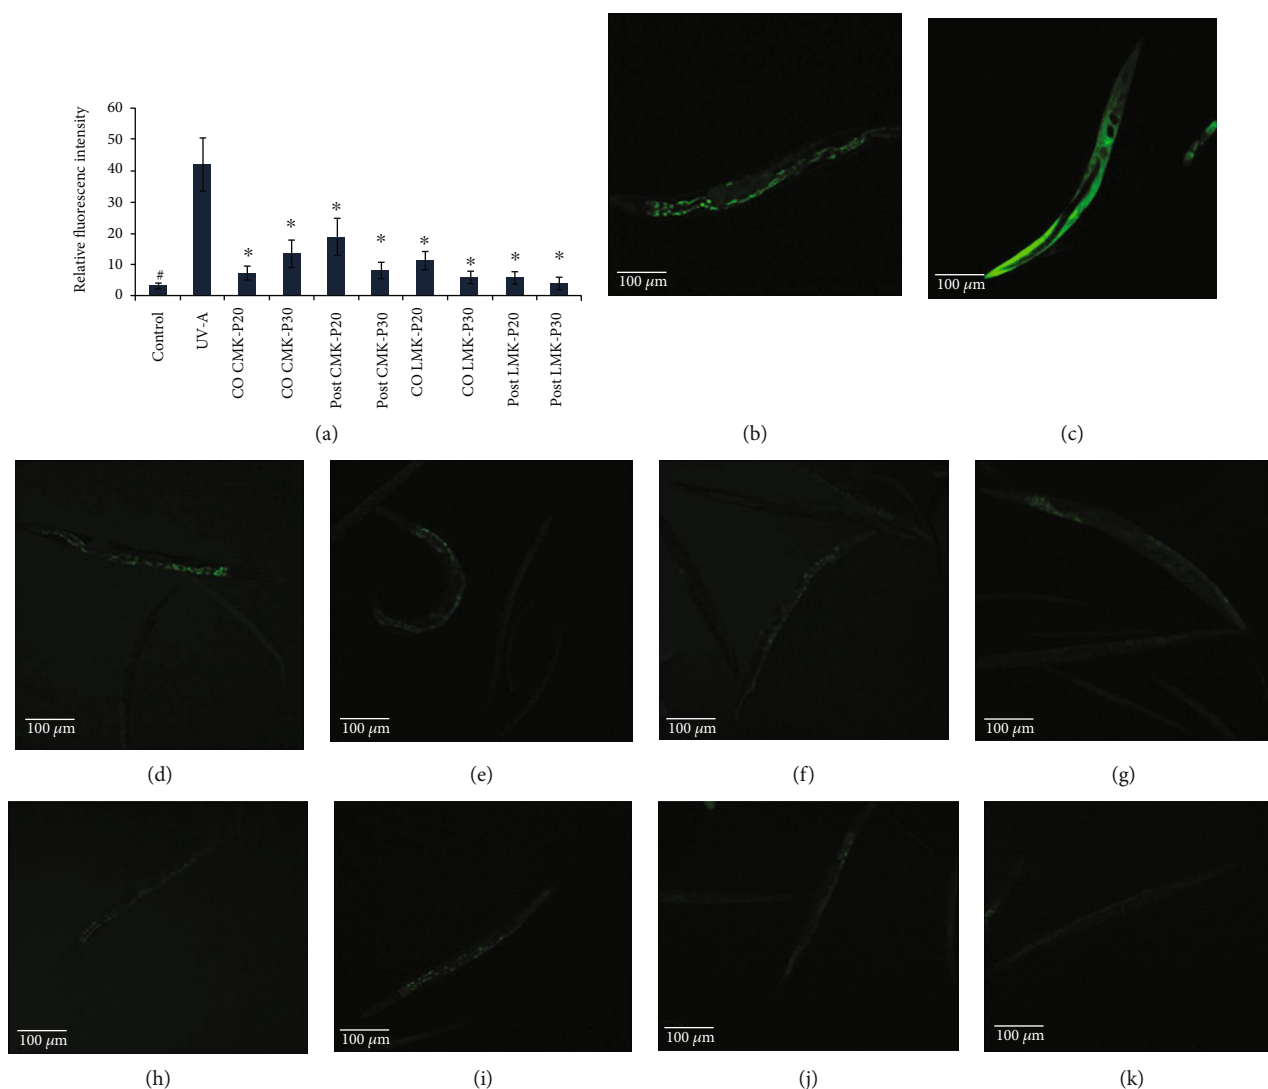 Relative fluorescenc intensity
60
50
40
30
20
10
0
#
*
*
*
*
*
*
*
*
Control
UV-A
CO CMK-P20
CO CMK-P30
Post CMK-P20
Post CMK-P30
CO LMK-P20
CO LMK-P30
Post LMK-P20
Post LMK-P30
(a)
100 μm
(b)
100 μm
(c)
100 μm
(d)
100 μm
(e)
100 μm
(f)
100 μm
(g)
100 μm
(h)
100 μm
(i)
100 μm
(j)
100 μm
(k)